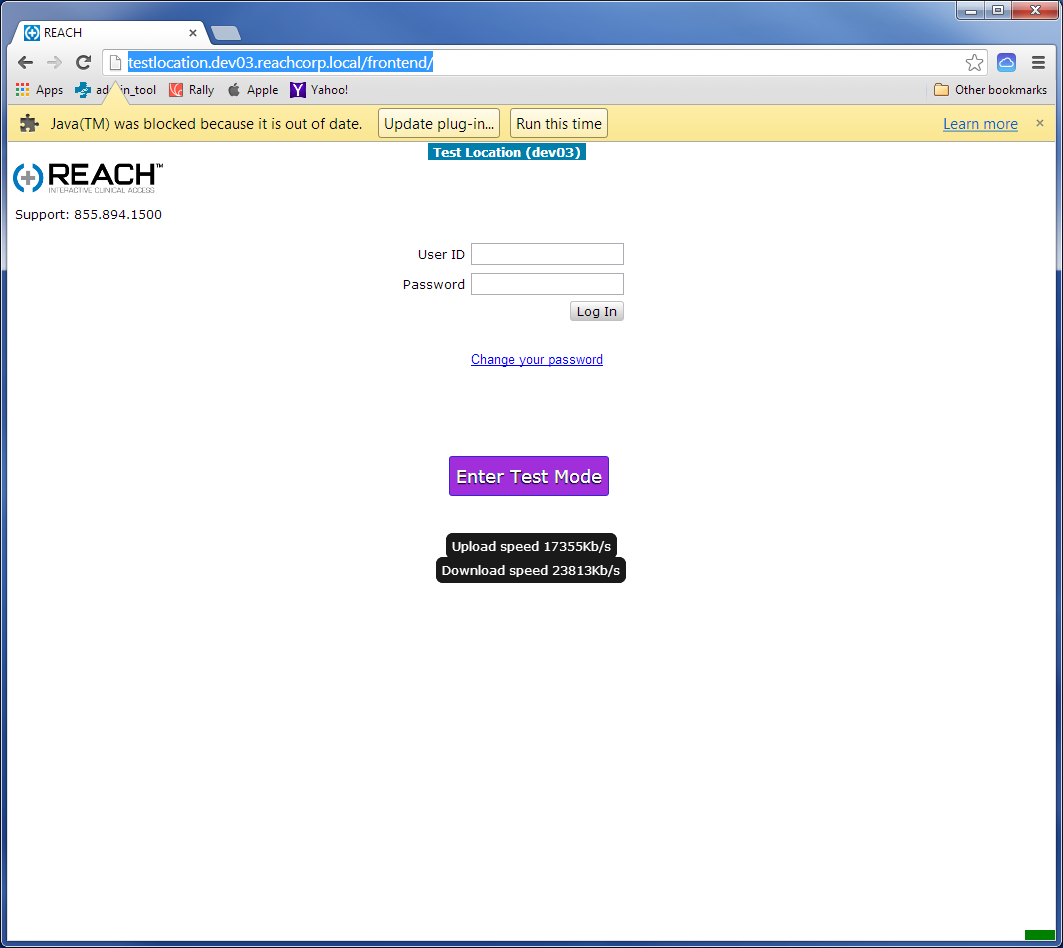 REACH
testlocation.dev03.reachcorp.local/frontend/
Apps
Rally
Apple
Yahoo!
Other bookmarks
Java(TM) was blocked because it is out of date.
Update plug-in...
Run this time
Learn more
Test Location (dev03)
REACH™
INTERACTIVE CLINICAL ACCESS
Support: 855.894.1500
User ID
Password
Log In
Change your password
Enter Test Mode
Upload speed 17355Kb/s
Download speed 23813Kb/s